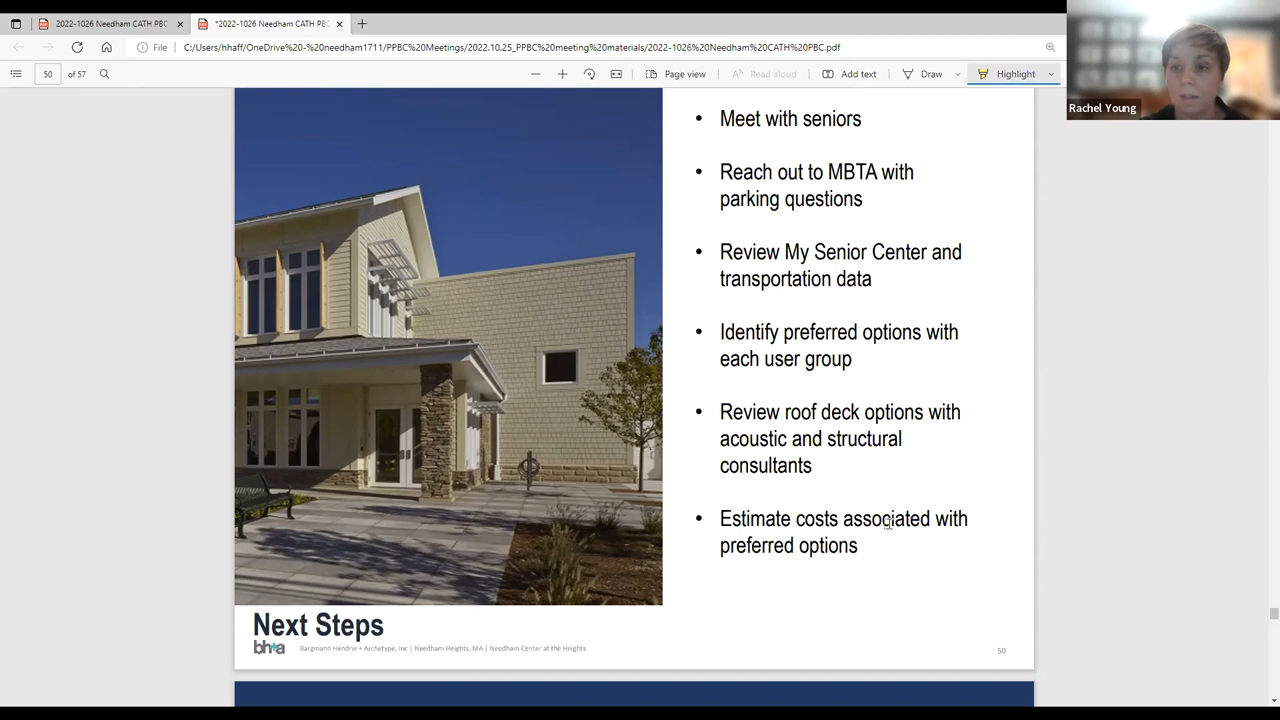 2022-1026 Needham CATH PBC
*2022-1026 Needham CATH PBC
File
C:/Users/hhaff/OneDrive%20-%20needham1711/PPBC%20Meetings/2022.10.25_PPBC%20meeting%20materials/2022-1026%20Needham%20CATH%20PBC.pdf
50 of 57
Page view
Read aloud
Add text
Draw
Highlight
Rachel Young
• Meet with seniors
• Reach out to MBTA with
parking questions
• Review My Senior Center and
transportation data
• Identify preferred options with
each user group
• Review roof deck options with
acoustic and structural
consultants
• Estimate costs associated with
preferred options
Next Steps
bh+a
Bargmann Hendrie + Archetype, Inc | Needham Heights, MA | Needham Center at the Heights
50